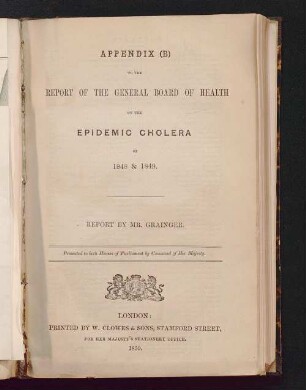 APPENDIX (B)
TO THE
REPORT OF THE GENERAL BOARD OF HEALTH
ON THE
EPIDEMIC CHOLERA
OF
1848 & 1849.
REPORT BY MR. GRAINGER.
Presented to both Houses of Parliament by Command of Her Majesty.
LONDON:
PRINTED BY W. CLOWES & SONS, STAMFORD STREET,
FOR HER MAJESTY'S STATIONERY OFFICE.
1850.